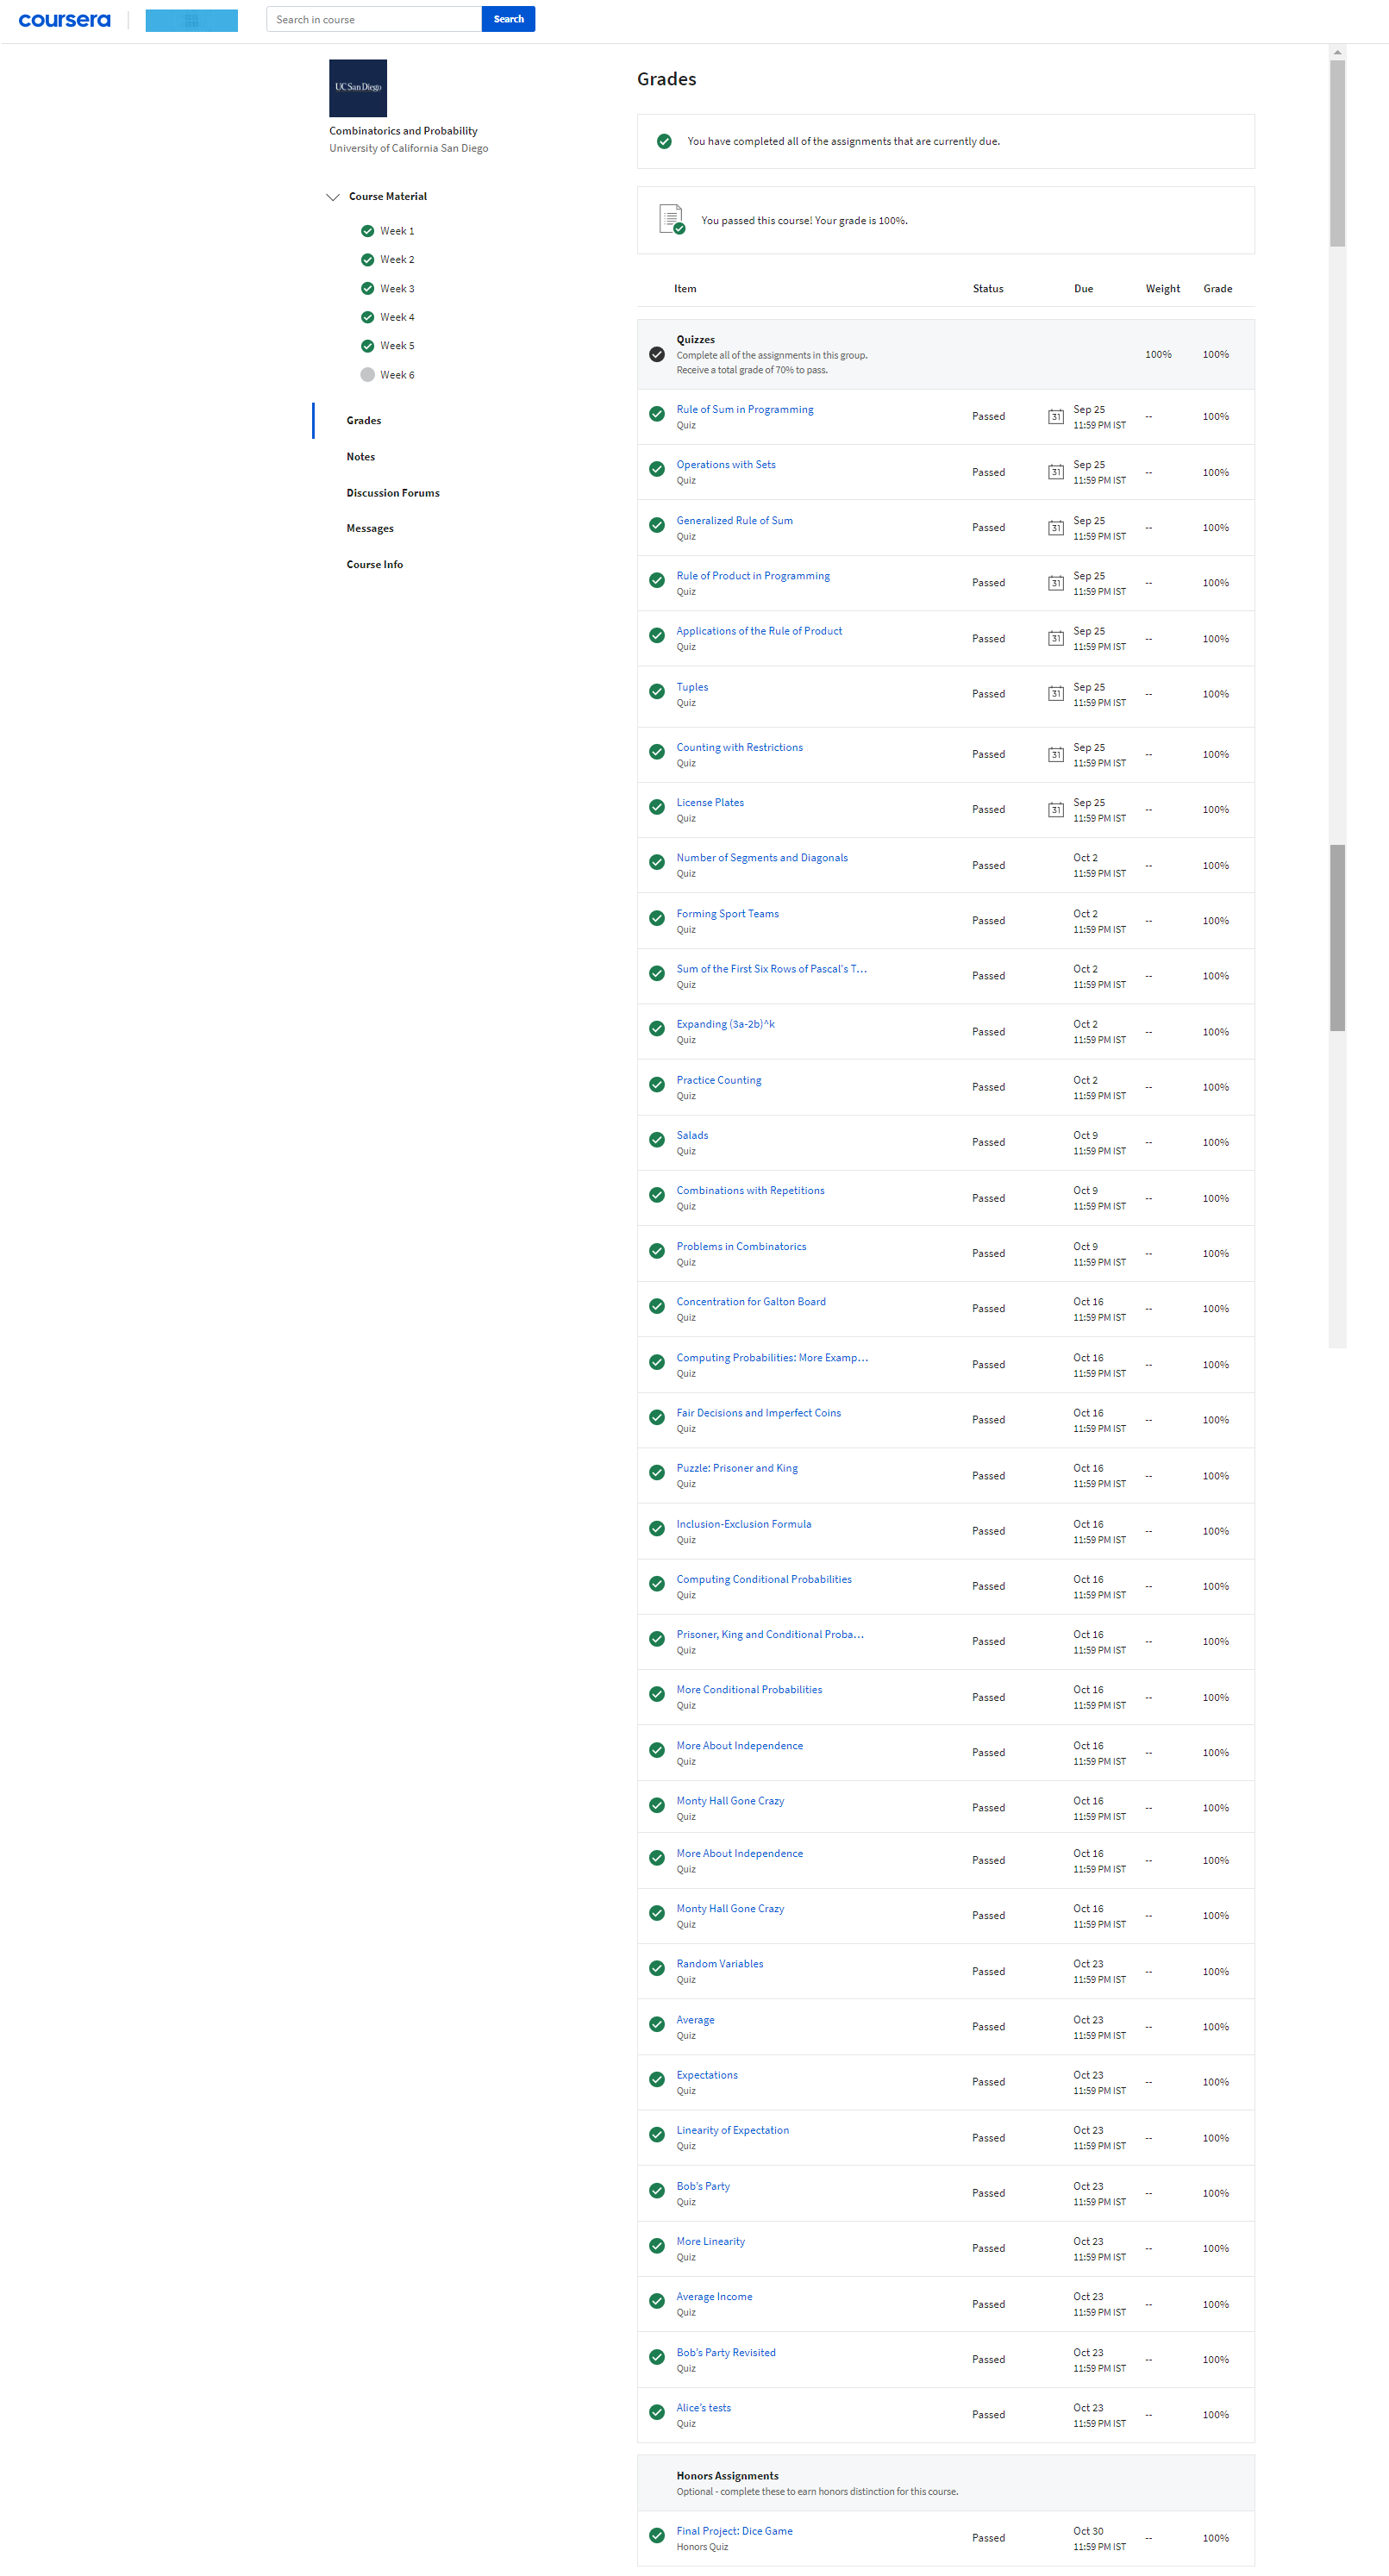 coursera
Search in course
Search
UC San Diego
Combinatorics and Probability
University of California San Diego
Course Material
Week 1
Week 2
Week 3
Week 4
Week 5
Week 6
Grades
Notes
Discussion Forums
Messages
Course Info
Grades
You have completed all of the assignments that are currently due.
You passed this course! Your grade is 100%.
Item Status Due Weight Grade
Quizzes
Complete all of the assignments in this group.
Receive a total grade of 70% to pass.
100% 100%
Rule of Sum in Programming
Quiz
Passed 31 Sep 25
11:59 PM IST
-- 100%
Operations with Sets
Quiz
Passed 31 Sep 25
11:59 PM IST
-- 100%
Generalized Rule of Sum
Quiz
Passed 31 Sep 25
11:59 PM IST
-- 100%
Rule of Product in Programming
Quiz
Passed 31 Sep 25
11:59 PM IST
-- 100%
Applications of the Rule of Product
Quiz
Passed 31 Sep 25
11:59 PM IST
-- 100%
Tuples
Quiz
Passed 31 Sep 25
11:59 PM IST
-- 100%
Counting with Restrictions
Quiz
Passed 31 Sep 25
11:59 PM IST
-- 100%
License Plates
Quiz
Passed 31 Sep 25
11:59 PM IST
-- 100%
Number of Segments and Diagonals
Quiz
Passed Oct 2
11:59 PM IST
-- 100%
Forming Sport Teams
Quiz
Passed Oct 2
11:59 PM IST
-- 100%
Sum of the First Six Rows of Pascal's T...
Quiz
Passed Oct 2
11:59 PM IST
-- 100%
Expanding (3a-2b)^k
Quiz
Passed Oct 2
11:59 PM IST
-- 100%
Practice Counting
Quiz
Passed Oct 2
11:59 PM IST
-- 100%
Salads
Quiz
Passed Oct 9
11:59 PM IST
-- 100%
Combinations with Repetitions
Quiz
Passed Oct 9
11:59 PM IST
-- 100%
Problems in Combinatorics
Quiz
Passed Oct 9
11:59 PM IST
-- 100%
Concentration for Galton Board
Quiz
Passed Oct 16
11:59 PM IST
-- 100%
Computing Probabilities: More Examp...
Quiz
Passed Oct 16
11:59 PM IST
-- 100%
Fair Decisions and Imperfect Coins
Quiz
Passed Oct 16
11:59 PM IST
-- 100%
Puzzle: Prisoner and King
Quiz
Passed Oct 16
11:59 PM IST
-- 100%
Inclusion-Exclusion Formula
Quiz
Passed Oct 16
11:59 PM IST
-- 100%
Computing Conditional Probabilities
Quiz
Passed Oct 16
11:59 PM IST
-- 100%
Prisoner, King and Conditional Proba...
Quiz
Passed Oct 16
11:59 PM IST
-- 100%
More Conditional Probabilities
Quiz
Passed Oct 16
11:59 PM IST
-- 100%
More About Independence
Quiz
Passed Oct 16
11:59 PM IST
-- 100%
Monty Hall Gone Crazy
Quiz
Passed Oct 16
11:59 PM IST
-- 100%
More About Independence
Quiz
Passed Oct 16
11:59 PM IST
-- 100%
Monty Hall Gone Crazy
Quiz
Passed Oct 16
11:59 PM IST
-- 100%
Random Variables
Quiz
Passed Oct 23
11:59 PM IST
-- 100%
Average
Quiz
Passed Oct 23
11:59 PM IST
-- 100%
Expectations
Quiz
Passed Oct 23
11:59 PM IST
-- 100%
Linearity of Expectation
Quiz
Passed Oct 23
11:59 PM IST
-- 100%
Bob's Party
Quiz
Passed Oct 23
11:59 PM IST
-- 100%
More Linearity
Quiz
Passed Oct 23
11:59 PM IST
-- 100%
Average Income
Quiz
Passed Oct 23
11:59 PM IST
-- 100%
Bob's Party Revisited
Quiz
Passed Oct 23
11:59 PM IST
-- 100%
Alice's tests
Quiz
Passed Oct 23
11:59 PM IST
-- 100%
Honors Assignments
Optional - complete these to earn honors distinction for this course.
Final Project: Dice Game
Honors Quiz
Passed Oct 30
11:59 PM IST
-- 100%